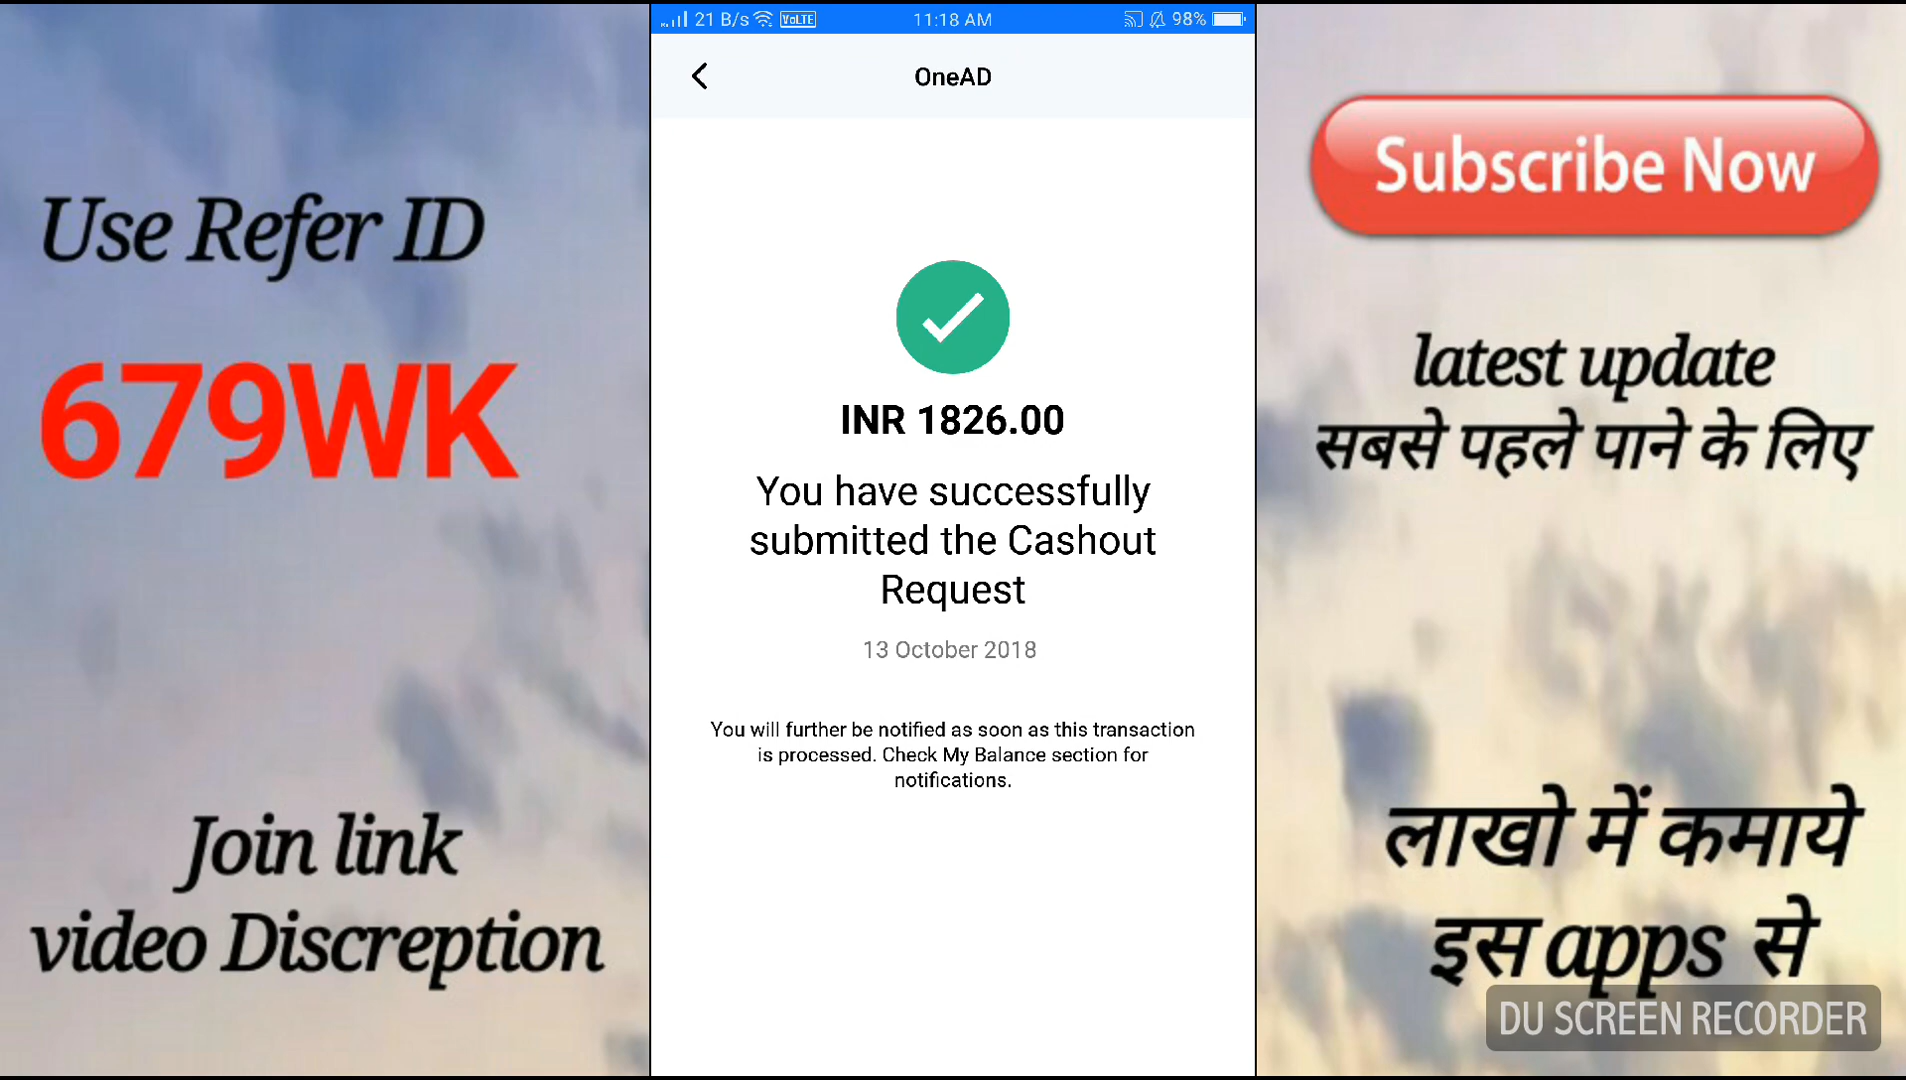 21 B/s VoLTE 11:18 AM 98%
OneAD
Use Refer ID
679WK
Join link
video Discreption
INR 1826.00
You have successfully
submitted the Cashout
Request
13 October 2018
You will further be notified as soon as this transaction
is processed. Check My Balance section for
notifications.
Subscribe Now
latest update
सबसे पहले पाने के लिए
लाखो में कमाये
इस apps से
DU SCREEN RECORDER